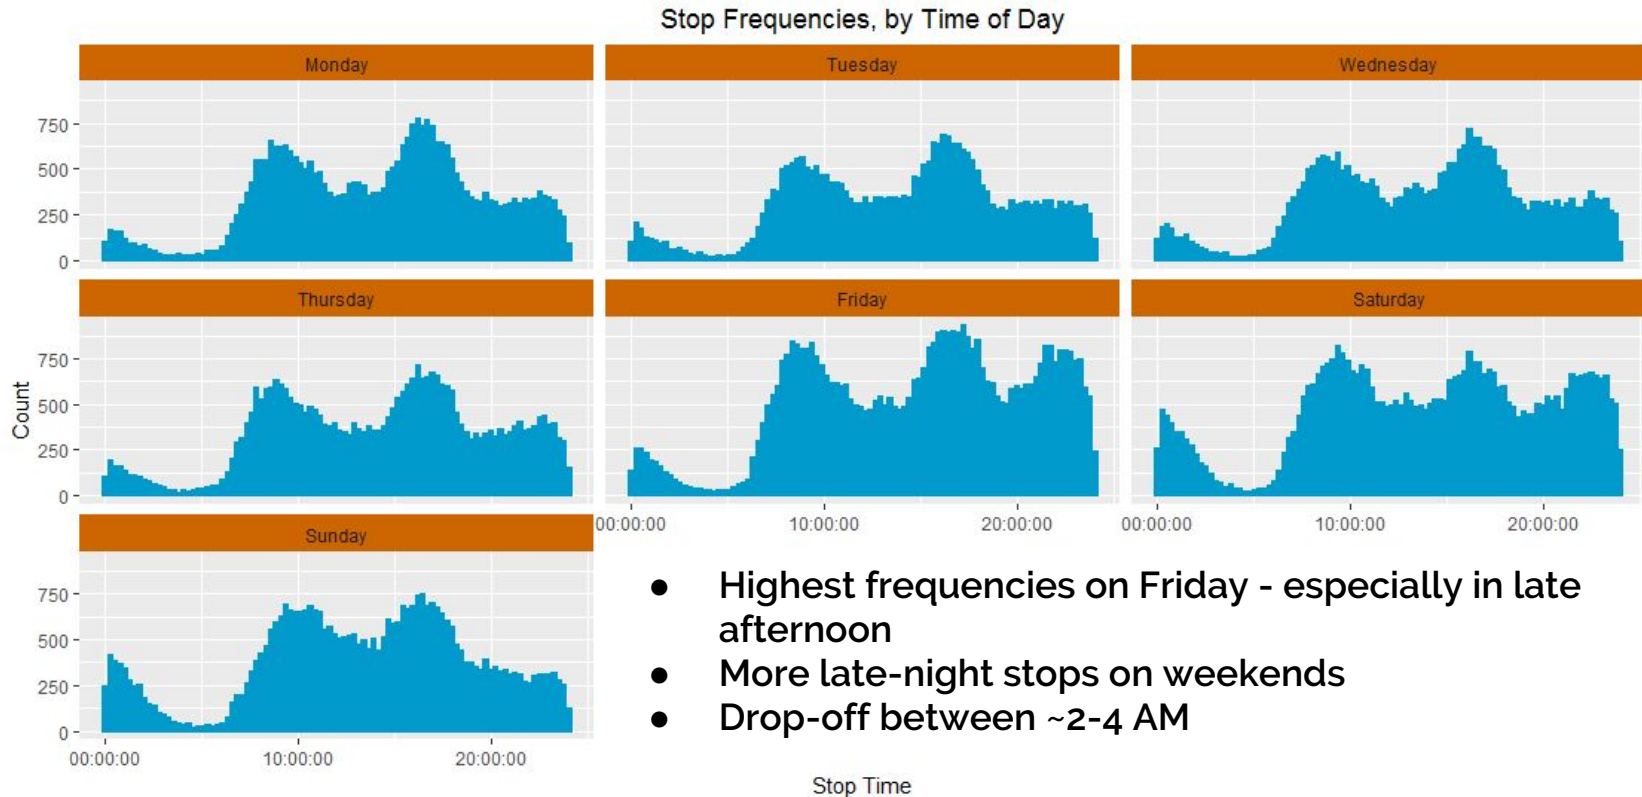 Stop Frequencies, by Time of Day
Monday
Tuesday
Wednesday
750
500
250
0
Thursday
Friday
Saturday
Count
750
500
250
0
00:00:00
10:00:00
20:00:00
00:00:00
10:00:00
20:00:00
Sunday
750
500
250
0
00:00:00
10:00:00
20:00:00
● Highest frequencies on Friday - especially in late
afternoon
● More late-night stops on weekends
● Drop-off between ~2-4 AM
Stop Time